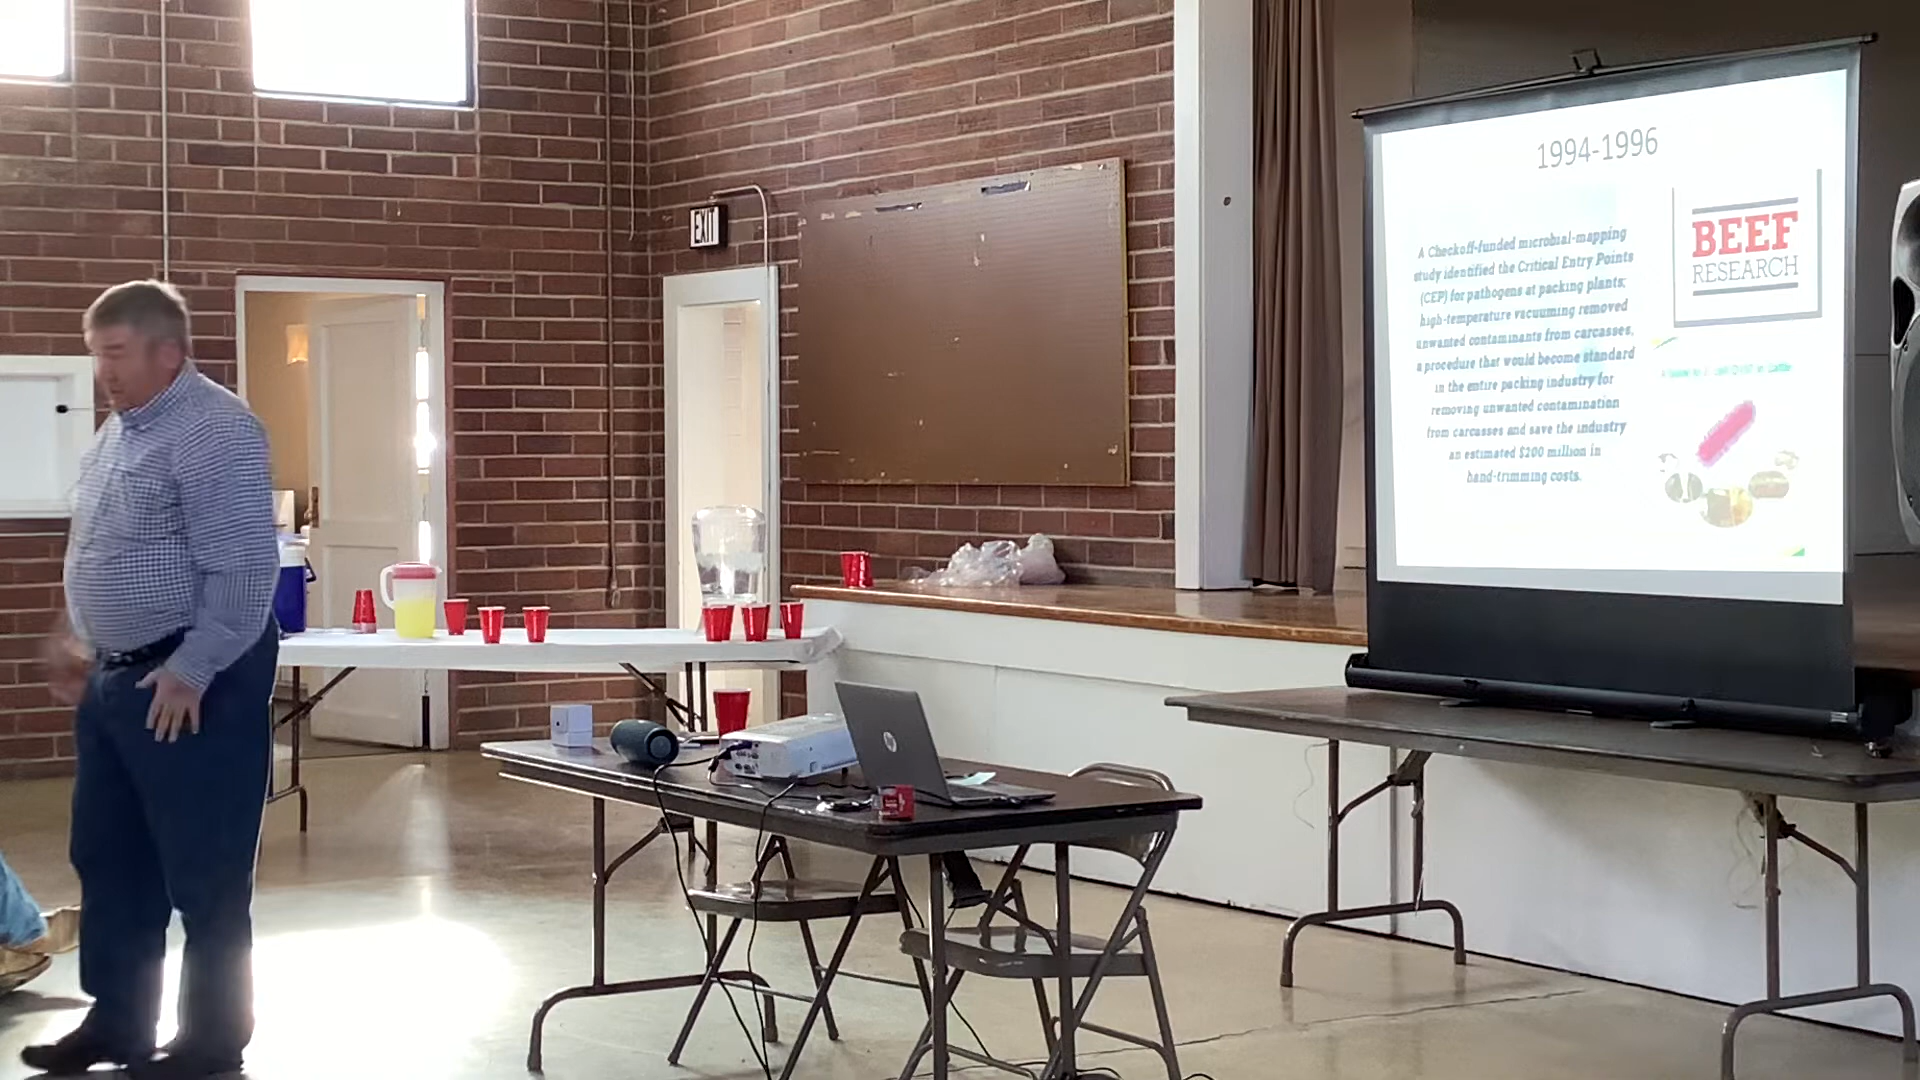 EXIT
1994-1996
A Checkoff-funded microbial-mapping
study identified the Critical Entry Points
(CEP) for pathogens at packing plants;
high-temperature vacuuming removed
unwanted contaminants from carcasses,
a procedure that would become standard
in the entire packing industry for
removing unwanted contamination
from carcasses and save the industry
an estimated $200 million in
hand-trimming costs.
BEEF
RESEARCH
hp